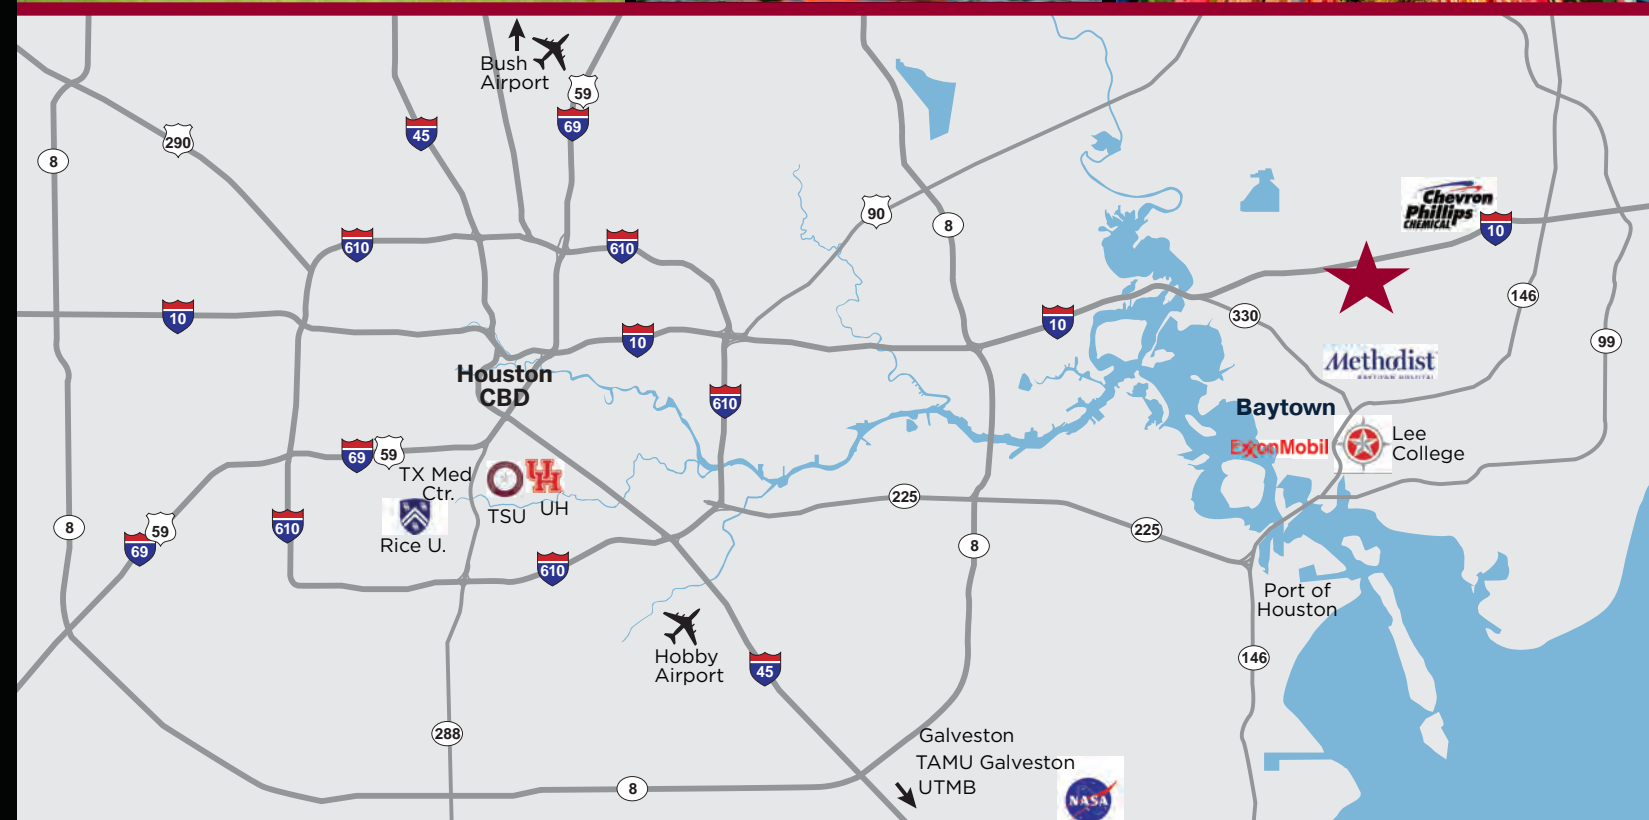 Bush
Airport
59
45
69
290
8
Chevron
Phillips
CHEMICAL
90
8
10
610
610
146
10
10
10
330
99
Methodist
Houston
CBD
610
Baytown
ExxonMobil
Lee
College
69
59
TX Med
Ctr.
UH
TSU
Rice U.
225
225
8
610
59
69
8
610
Port of
Houston
Hobby
Airport
45
146
288
Galveston
TAMU Galveston
UTMB
8
NASA